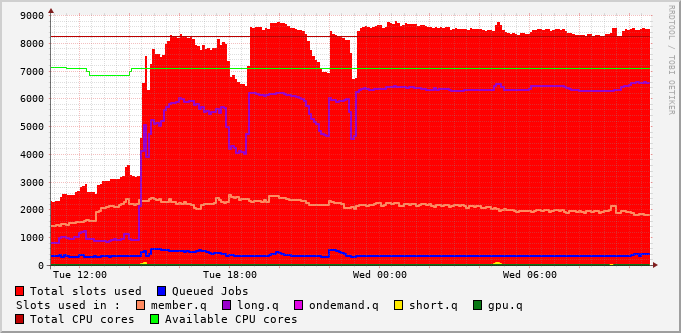 9000
8000
7000
6000
5000
4000
3000
2000
1000
0
Tue 12:00 Tue 18:00 Wed 00:00 Wed 06:00
RRDTOOL / TOBI OETIKER
Total slots used Queued Jobs
Slots used in : member.q long.q ondemand.q short.q gpu.q
Total CPU cores Available CPU cores